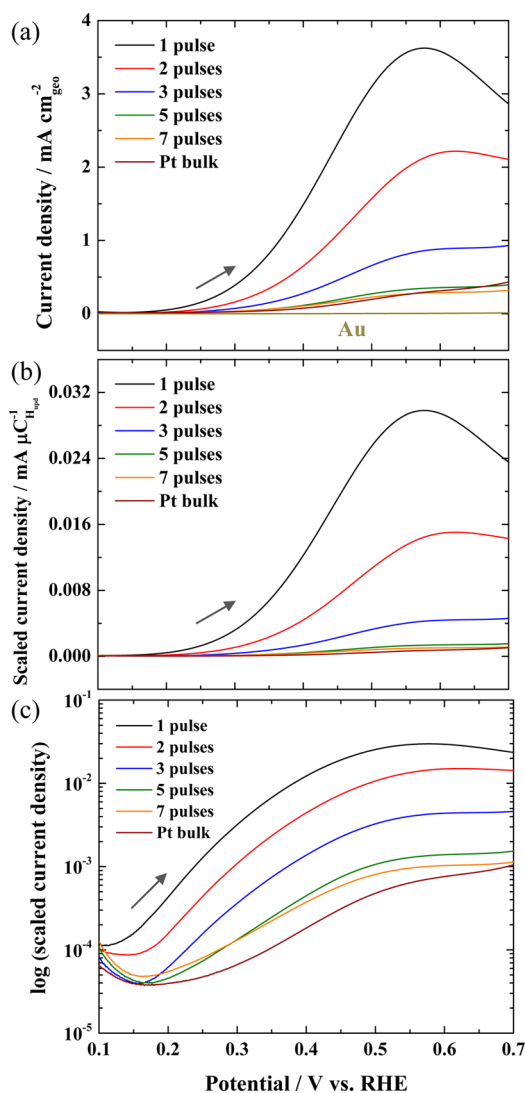 (a)
Current density / mA cm⁻²geo
4
3
2
1
0
1 pulse
2 pulses
3 pulses
5 pulses
7 pulses
Pt bulk
Au
(b)
Scaled current density / mA μC⁻¹Hupd
0.032
0.024
0.016
0.008
0.000
1 pulse
2 pulses
3 pulses
5 pulses
7 pulses
Pt bulk
(c)
log (scaled current density)
10⁻¹
10⁻²
10⁻³
10⁻⁴
10⁻⁵
1 pulse
2 pulses
3 pulses
5 pulses
7 pulses
Pt bulk
0.1 0.2 0.3 0.4 0.5 0.6 0.7
Potential / V vs. RHE